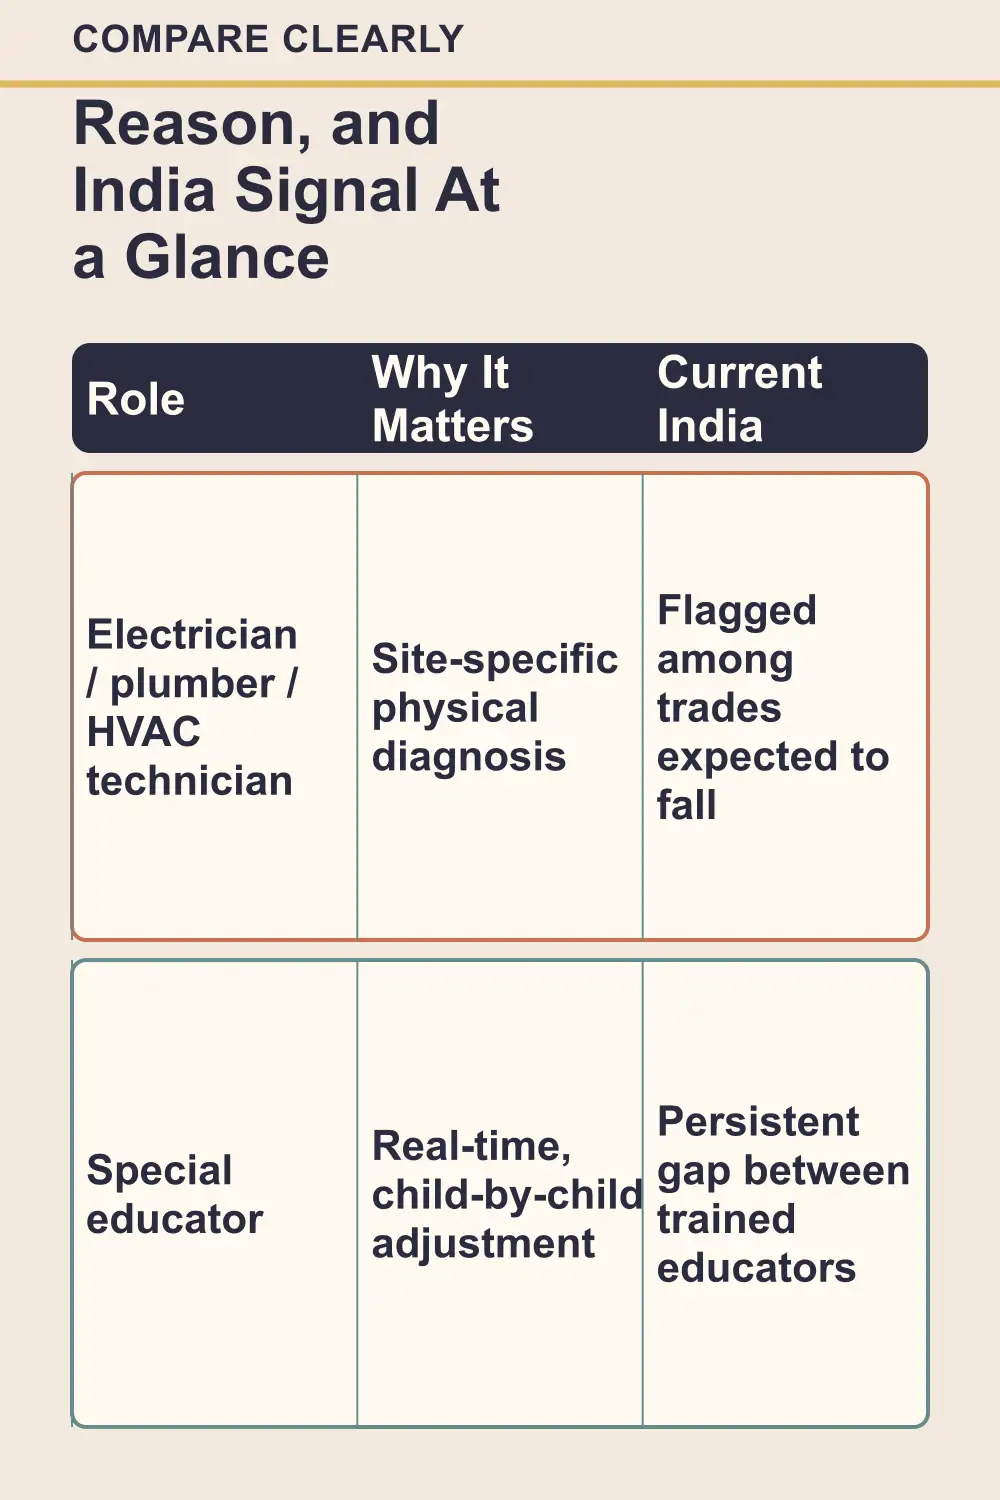 COMPARE CLEARLY
Reason, and
India Signal At
a Glance
Role
Why It
Matters
Current
India
Electrician
/ plumber /
HVAC
technician
Site-specific
physical
diagnosis
Flagged
among
trades
expected to
fall
Special
educator
Real-time,
child-by-child
adjustment
Persistent
gap between
trained
educators